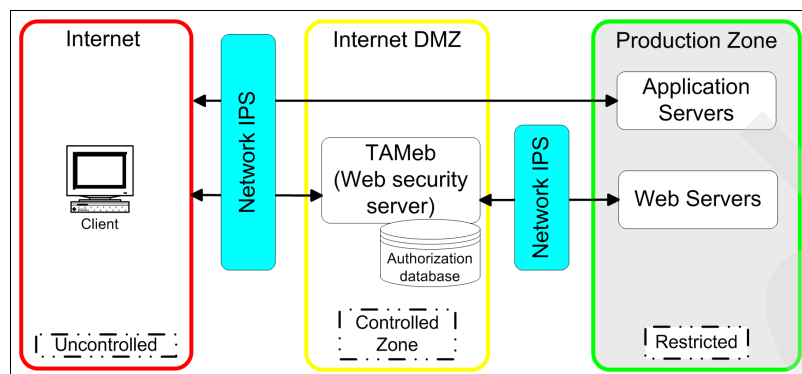 Internet
Internet DMZ
Production Zone
Network IPS
Application
Servers
Client
TAMeb
(Web security
server)
Authorization
database
Network IPS
Web Servers
Uncontrolled
Controlled
Zone
Restricted